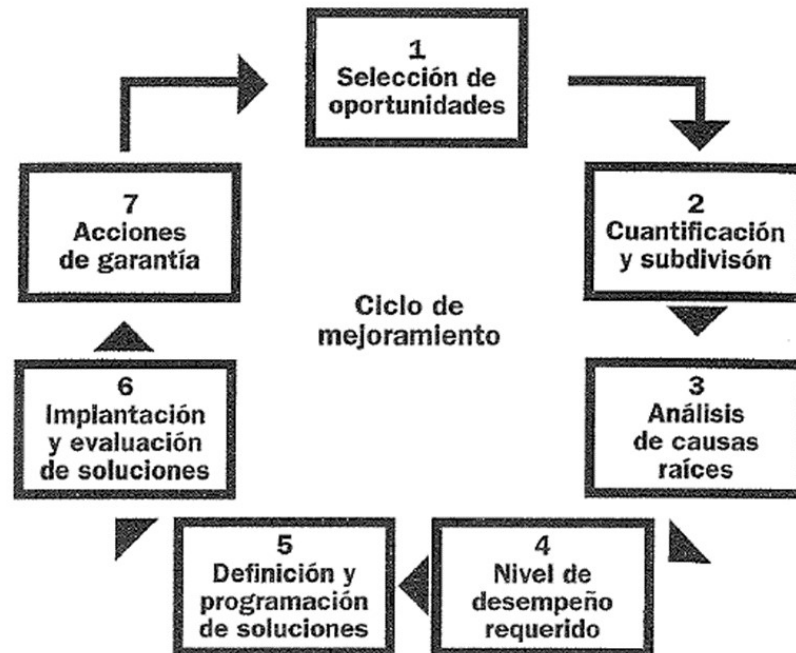 1
Selección de
oportunidades
2
Cuantificación
y subdivisón
3
Análisis
de causas
raíces
4
Nivel de
desempeño
requerido
5
Definición y
programación
de soluciones
6
Implantación
y evaluación
de soluciones
7
Acciones
de garantía
Ciclo de
mejoramiento